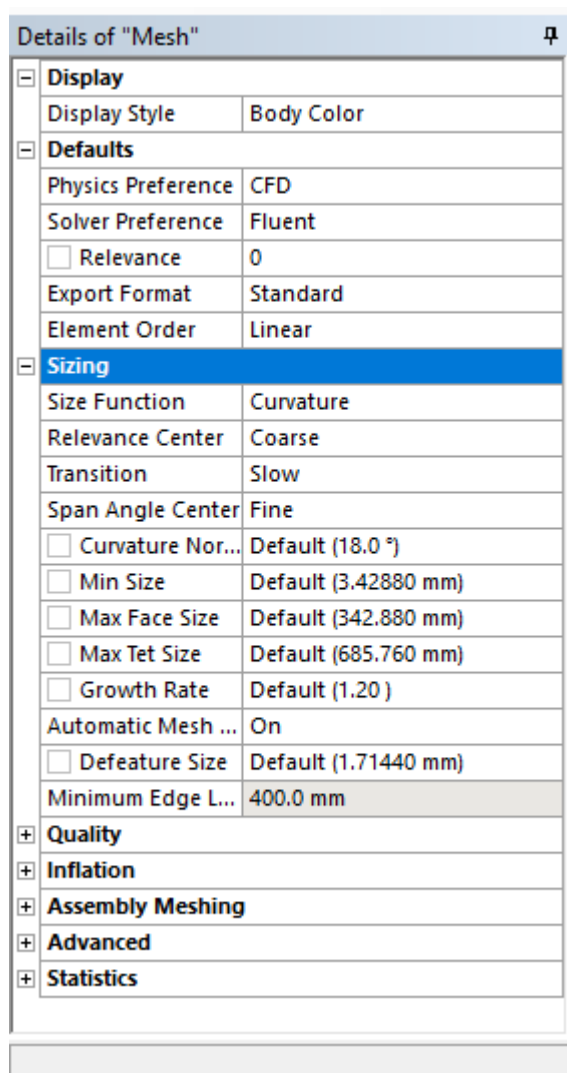 Details of "Mesh"
Display
Display Style Body Color
Defaults
Physics Preference CFD
Solver Preference Fluent
Relevance 0
Export Format Standard
Element Order Linear
Sizing
Size Function Curvature
Relevance Center Coarse
Transition Slow
Span Angle Center Fine
Curvature Nor... Default (18.0 °)
Min Size Default (3.42880 mm)
Max Face Size Default (342.880 mm)
Max Tet Size Default (685.760 mm)
Growth Rate Default (1.20 )
Automatic Mesh ... On
Defeature Size Default (1.71440 mm)
Minimum Edge L... 400.0 mm
Quality
Inflation
Assembly Meshing
Advanced
Statistics